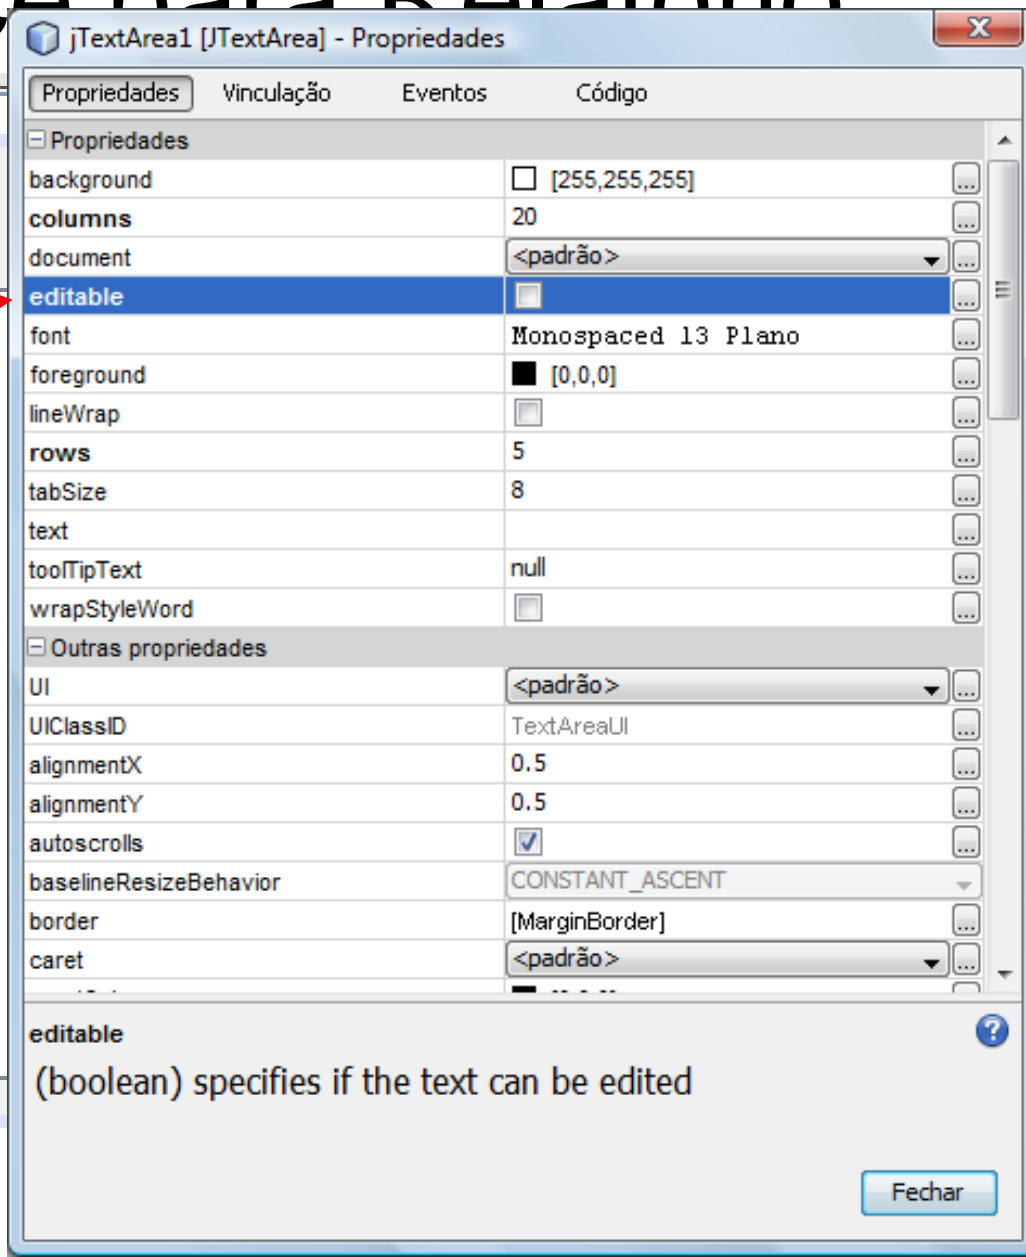 para Relatório
jTextArea1 [JTextArea] - Propriedades
Propriedades Vinculação Eventos Código
Propriedades
background [255,255,255] ...
columns 20 ...
document <padrão> ...
editable ...
font Monospaced 13 Plano ...
foreground [0,0,0] ...
lineWrap ...
rows 5 ...
tabSize 8 ...
text ...
toolTipText null ...
wrapStyleWord ...
Outras propriedades
UI <padrão> ...
UIClassID TextAreaUI ...
alignmentX 0.5 ...
alignmentY 0.5 ...
autoscrolls ...
baselineResizeBehavior CONSTANT_ASCENT
border [MarginBorder] ...
caret <padrão> ...
editable
(boolean) specifies if the text can be edited
Fechar